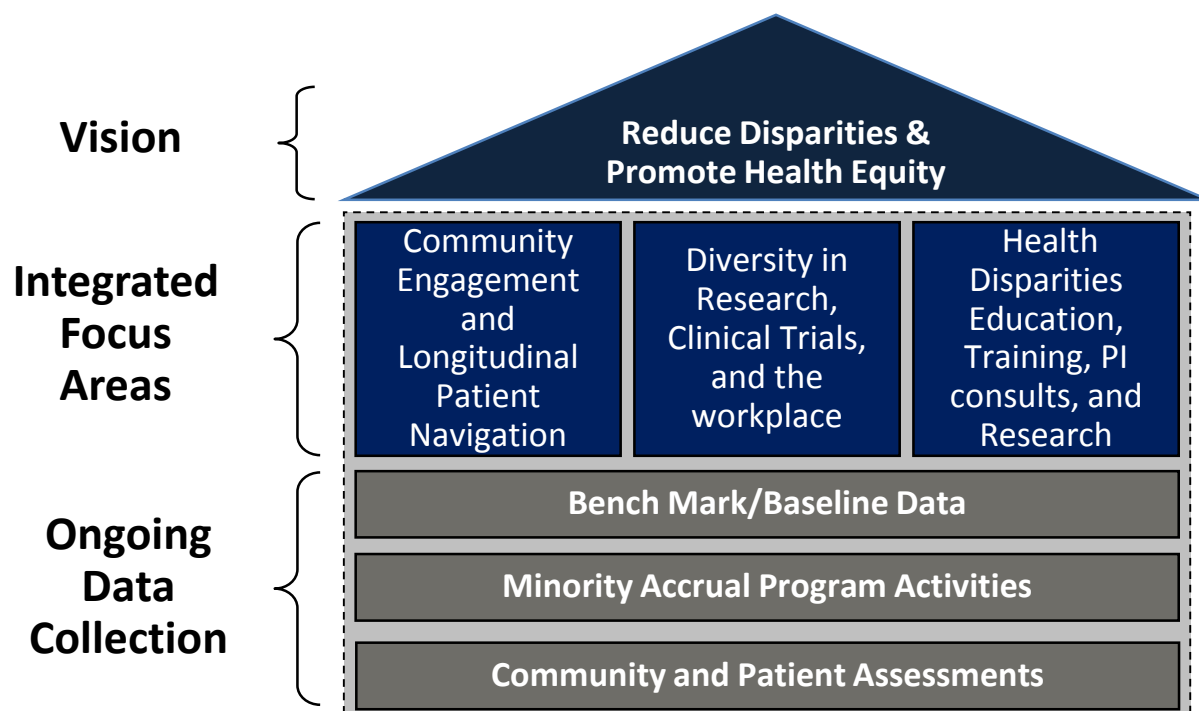 Vision
Reduce Disparities &
Promote Health Equity
Integrated
Focus
Areas
Community
Engagement
and
Longitudinal
Patient
Navigation
Diversity in
Research,
Clinical Trials,
and the
workplace
Health
Disparities
Education,
Training, PI
consults, and
Research
Ongoing
Data
Collection
Bench Mark/Baseline Data
Minority Accrual Program Activities
Community and Patient Assessments